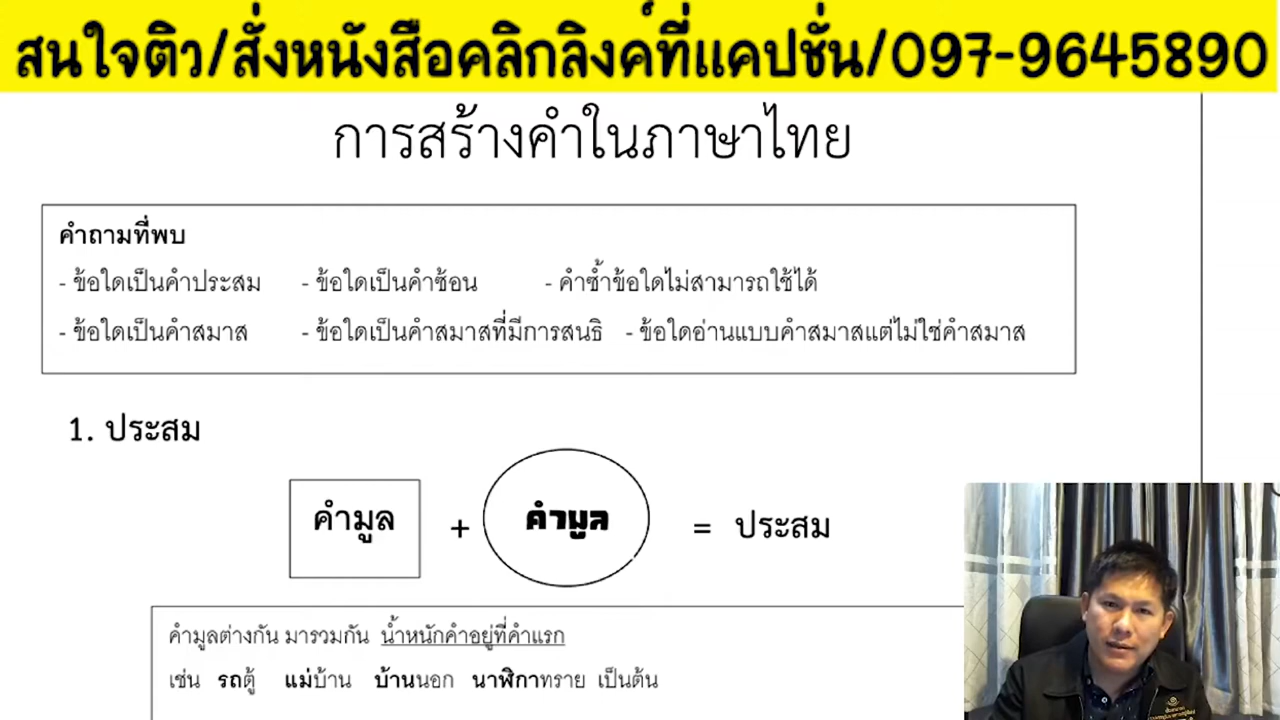 สนใจติว/สั่งหนังสือคลิกลิงค์ที่แคปชั่น/097-9645890
การสร้างคำในภาษาไทย
คำถามที่พบ
- ข้อใดเป็นคำประสม - ข้อใดเป็นคำซ้อน - คำซ้ำข้อใดไม่สามารถใช้ได้
- ข้อใดเป็นคำสมาส - ข้อใดเป็นคำสมาสที่มีการสนธิ - ข้อใดอ่านแบบคำสมาสแต่ไม่ใช่คำสมาส
1. ประสม
คำมูล + คำมูล = ประสม
คำมูลต่างกัน มารวมกัน น้ำหนักคำอยู่ที่คำแรก
เช่น รถตู้ แม่บ้าน บ้านนอก นาฬิกาทราย เป็นต้น